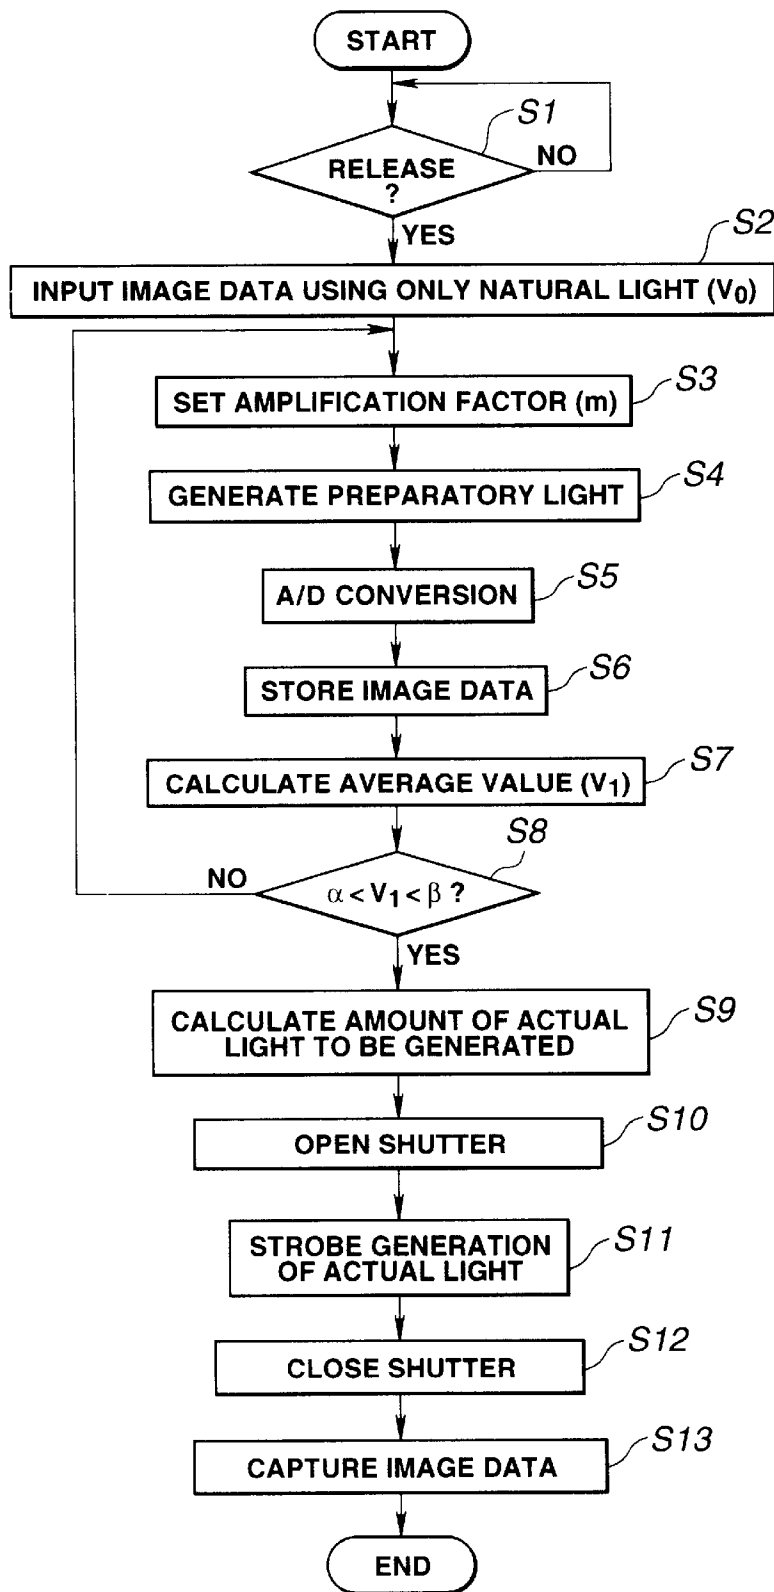 START
S1
RELEASE
?
NO
YES
S2
INPUT IMAGE DATA USING ONLY NATURAL LIGHT (V0)
S3
SET AMPLIFICATION FACTOR (m)
S4
GENERATE PREPARATORY LIGHT
S5
A/D CONVERSION
S6
STORE IMAGE DATA
S7
CALCULATE AVERAGE VALUE (V1)
S8
NO
α < V1 < β ?
YES
S9
CALCULATE AMOUNT OF ACTUAL
LIGHT TO BE GENERATED
S10
OPEN SHUTTER
S11
STROBE GENERATION
OF ACTUAL LIGHT
S12
CLOSE SHUTTER
S13
CAPTURE IMAGE DATA
END